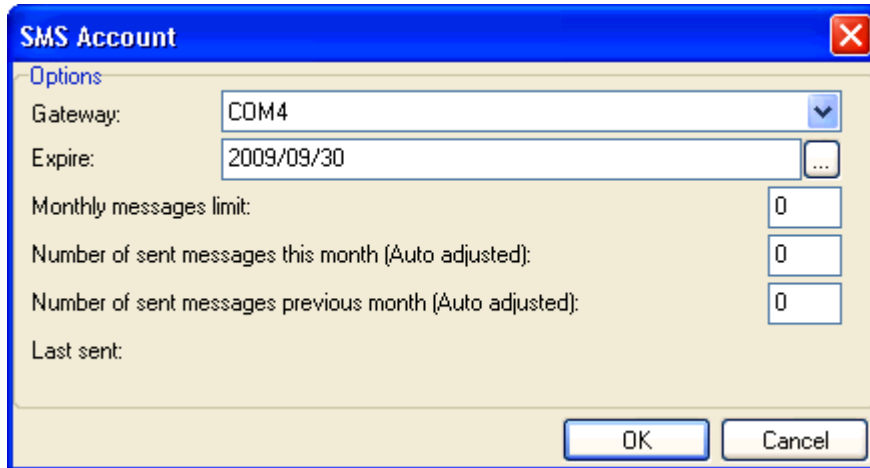 SMS Account
Options
Gateway: COM4
Expire: 2009/09/30 ...
Monthly messages limit: 0
Number of sent messages this month (Auto adjusted): 0
Number of sent messages previous month (Auto adjusted): 0
Last sent:
OK Cancel